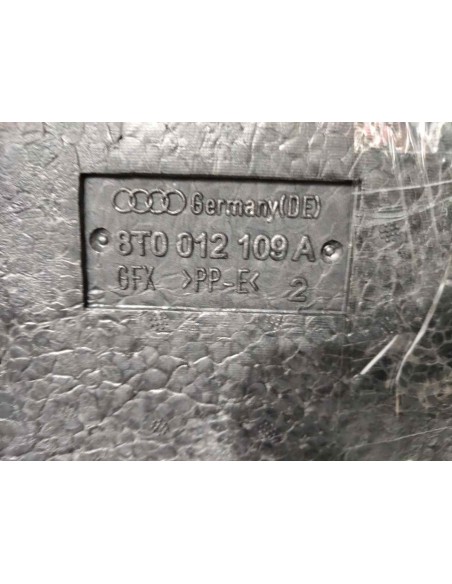 Germany(DE)
8T0 012 109 A
GFX >PP-E< 2